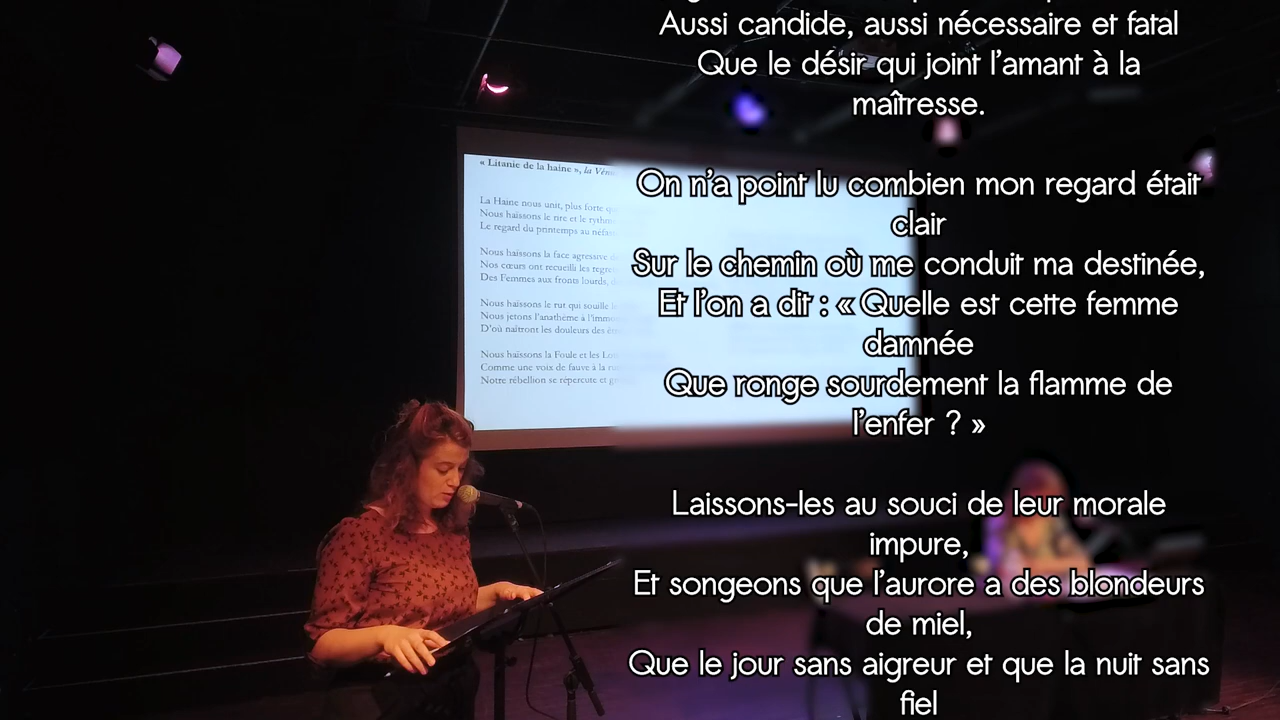 Aussi candide, aussi nécessaire et fatal
Que le désir qui joint l'amant à la
maîtresse.
On n'a point lu combien mon regard était
clair
Sur le chemin où me conduit ma destinée,
Et l'on a dit : « Quelle est cette femme
damnée
Que ronge sourdement la flamme de
l'enfer ? »
Laissons-les au souci de leur morale
impure,
Et songeons que l'aurore a des blondeurs
de miel,
Que le jour sans aigreur et que la nuit sans
fiel
« Litanie de la haine », la Vénu
La Haine nous unit, plus forte
Nous haïssons le rire et le rythme
Le regard du printemps au
Nous haïssons la face agressive
Nos cœurs ont recueilli les
Des Femmes aux fronts lourds,
Nous haïssons le rut qui souille
Nous jetons l'anathème à
D'où naîtront les douleurs des
Nous haïssons la Foule et les
Comme une voix de fauve à la
Notre rébellion se répercute et